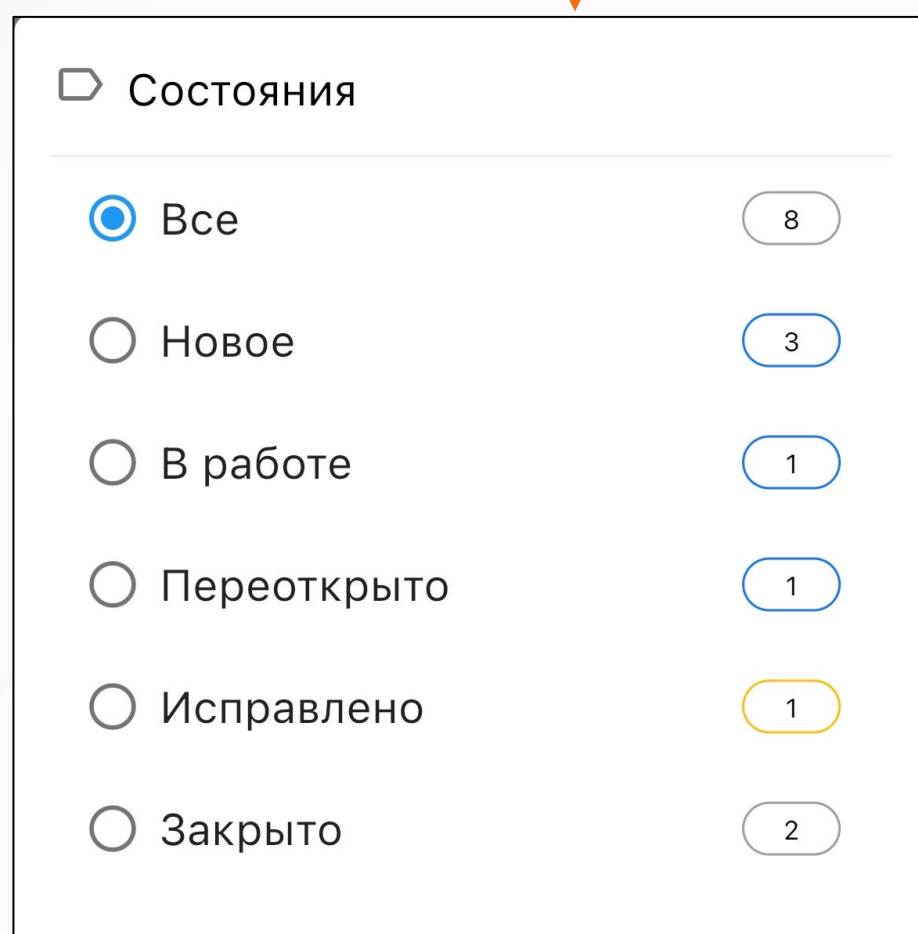 Состояния
Все 8
Новое 3
В работе 1
Переоткрыто 1
Исправлено 1
Закрыто 2